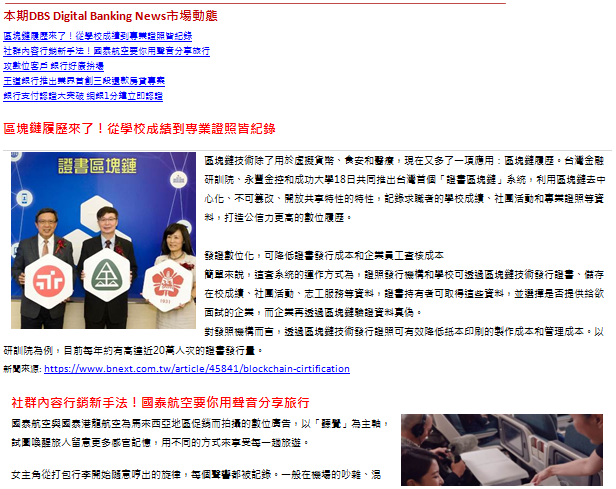 本期DBS Digital Banking News市場動態
區塊鏈履歷來了！從學校成績到專業證照皆紀錄
社群內容行銷新手法！國泰航空要你用聲音分享旅行
攻數位客戶 銀行好康拚場
王道銀行推出業界首創三段還款房貸專案
銀行支付認證大突破 綁銀1分鐘立即認證
區塊鏈履歷來了！從學校成績到專業證照皆紀錄
證書區塊鏈
1931
區塊鏈技術除了用於虛擬貨幣、食安和醫療，現在又多了一項應用：區塊鏈履歷。台灣金融
研訓院、永豐金控和成功大學18日共同推出台灣首個「證書區塊鏈」系統，利用區塊鏈去中
心化、不可竄改、開放共享特性的特性，記錄求職者的學校成績、社團活動和專業證照等資
料，打造公信力更高的數位履歷。
發證數位化，可降低證書發行成本和企業員工查核成本
簡單來說，這套系統的運作方式為，證照發行機構和學校可透過區塊鏈技術發行證書、儲存
在校成績、社團活動、志工服務等資料，證書持有者可取得這些資料，並選擇是否提供給欲
面試的企業，而企業再透過區塊鏈驗證資料真偽。
對發照機構而言，透過區塊鏈技術發行證照可有效降低紙本印刷的製作成本和管理成本。以
研訓院為例，目前每年約有高達近20萬人次的證書發行量。
新聞來源: https://www.bnext.com.tw/article/45841/blockchain-cirtification
社群內容行銷新手法！國泰航空要你用聲音分享旅行
國泰航空與國泰港龍航空為馬來西亞地區促銷而拍攝的數位廣告，以「聽覺」為主軸，
試圖喚醒旅人留意更多感官記憶，用不同的方式來享受每一趟旅遊。
女主角從打包行李開始隨意哼出的旋律，每個聲響都被記錄。一般在機場的吵雜、混